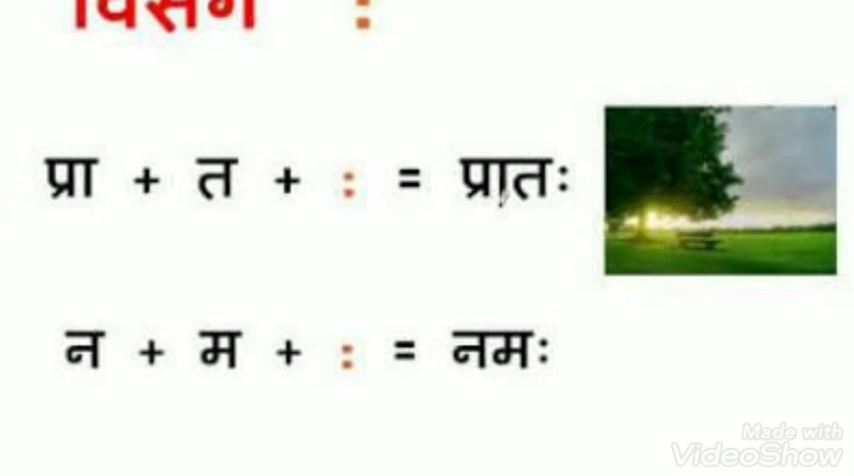 विसर्ग :
प्रा + त + : = प्रातः
न + म + : = नमः
Made with
VideoShow